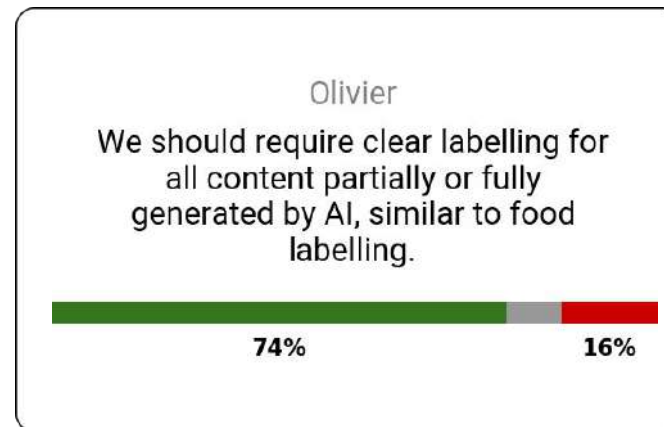 Olivier
We should require clear labelling for
all content partially or fully
generated by AI, similar to food
labelling.
74% 16%